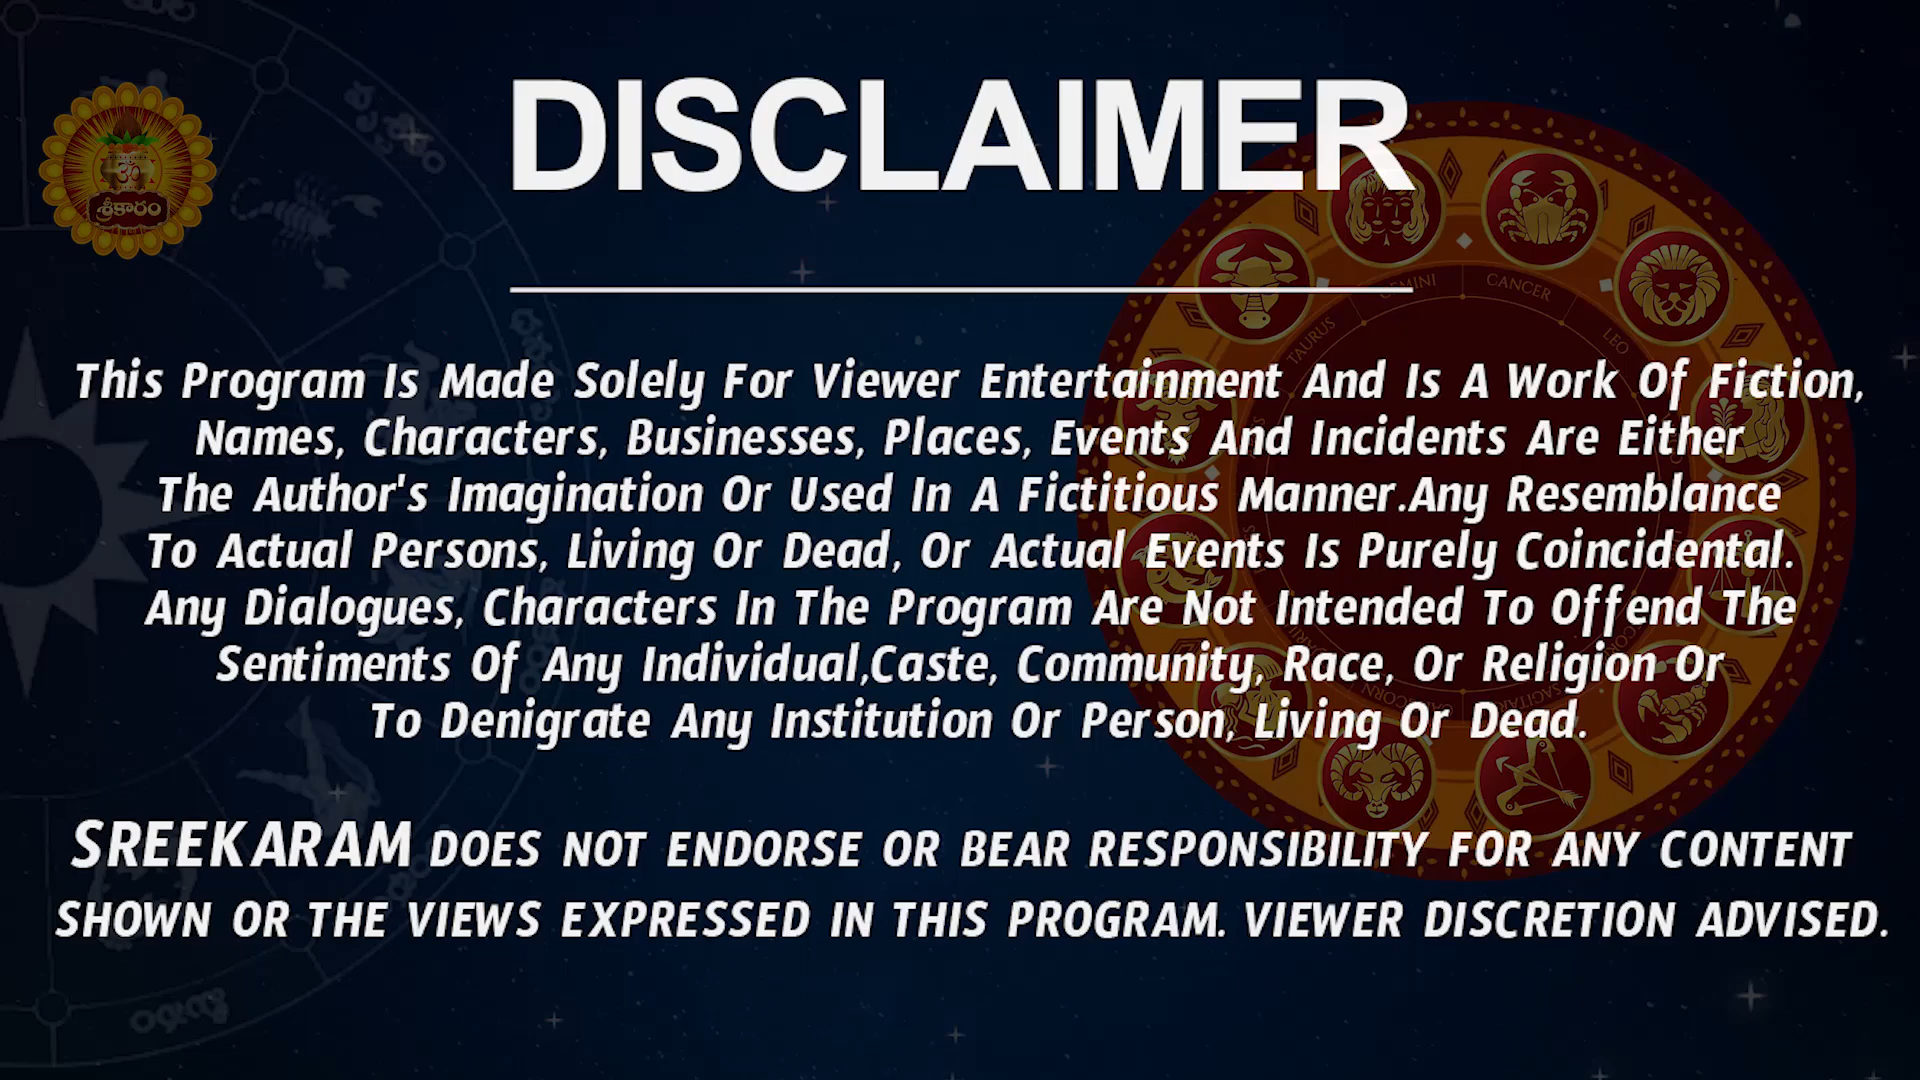 DISCLAIMER
ఓం
శ్రీకారం
GEMINI
CANCER
TAURUS
LEO
This Program Is Made Solely For Viewer Entertainment And Is A Work Of Fiction,
Names, Characters, Businesses, Places, Events And Incidents Are Either
The Author's Imagination Or Used In A Fictitious Manner.Any Resemblance
To Actual Persons, Living Or Dead, Or Actual Events Is Purely Coincidental.
Any Dialogues, Characters In The Program Are Not Intended To Offend The
Sentiments Of Any Individual,Caste, Community, Race, Or Religion Or
To Denigrate Any Institution Or Person, Living Or Dead.
SREEKARAM DOES NOT ENDORSE OR BEAR RESPONSIBILITY FOR ANY CONTENT
SHOWN OR THE VIEWS EXPRESSED IN THIS PROGRAM. VIEWER DISCRETION ADVISED.